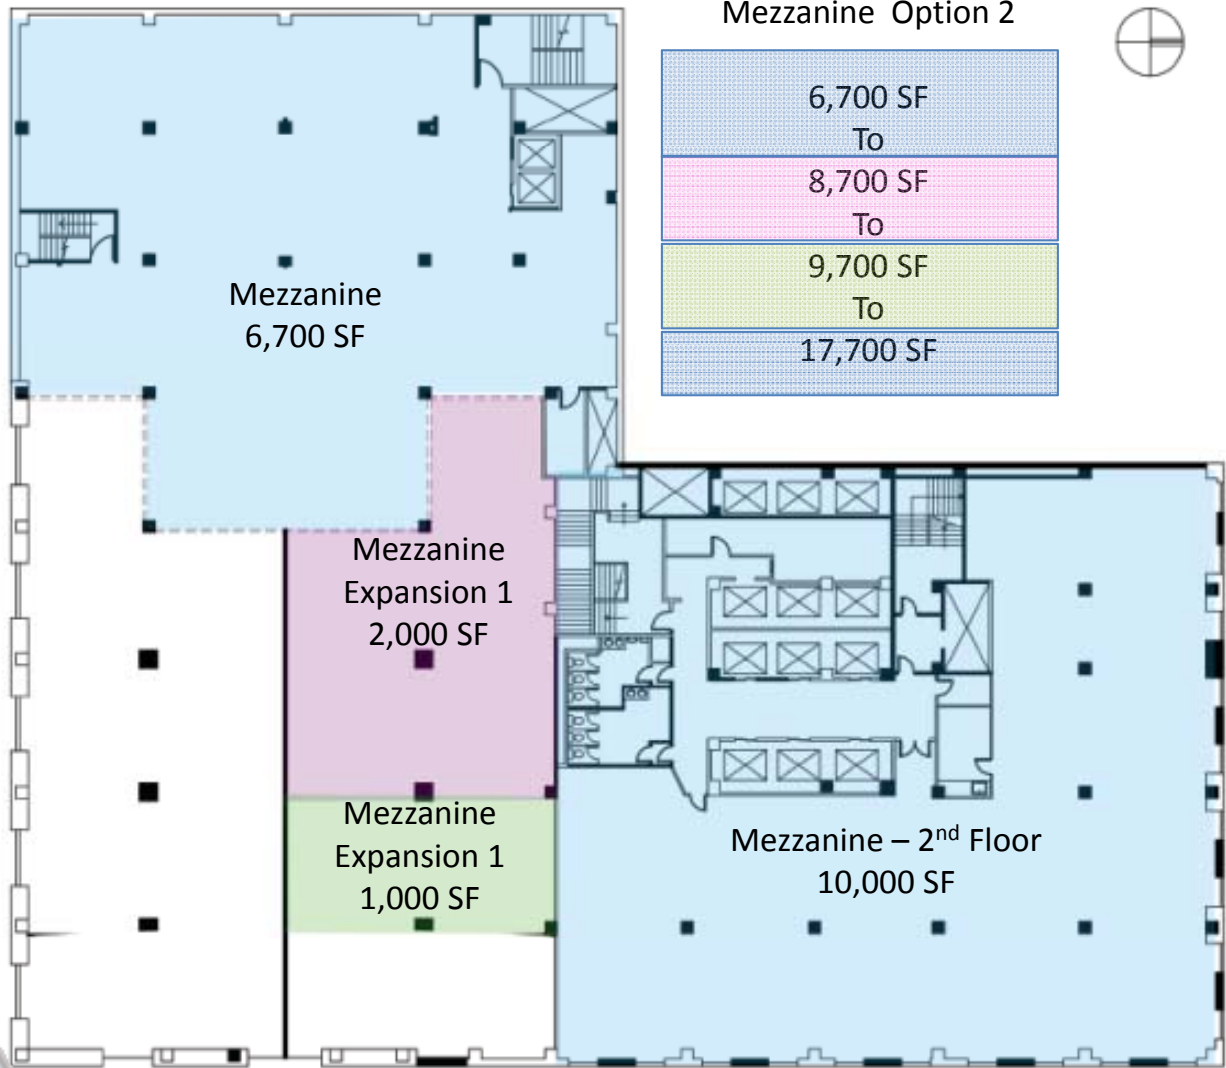 Mezzanine Option 2
6,700 SF
To
8,700 SF
To
9,700 SF
To
17,700 SF
Mezzanine
6,700 SF
Mezzanine
Expansion 1
2,000 SF
Mezzanine
Expansion 1
1,000 SF
Mezzanine – 2nd Floor
10,000 SF